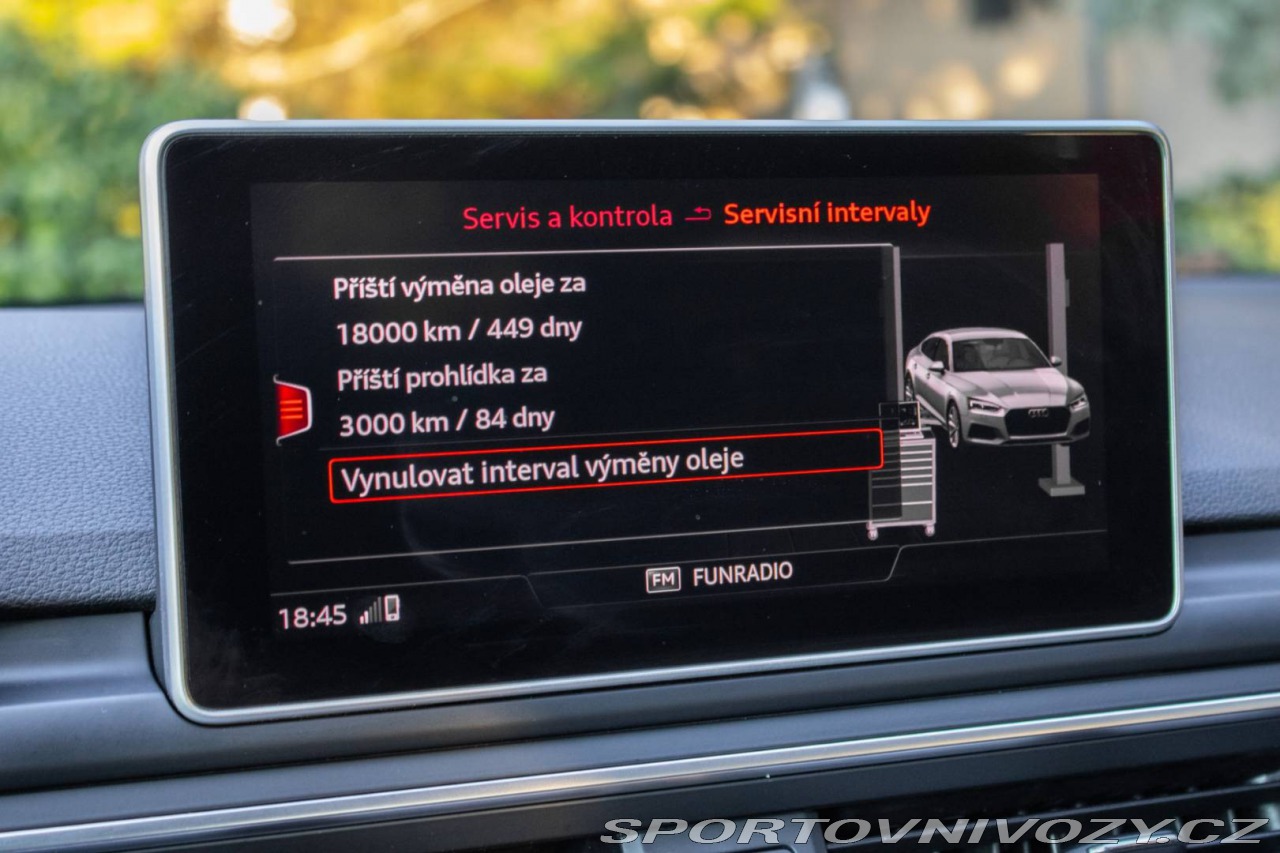 Servis a kontrola Servisní intervaly
Příští výměna oleje za
18000 km / 449 dny
Příští prohlídka za
3000 km / 84 dny
Vynulovat interval výměny oleje
FM FUNRADIO
18:45
SPORTOVNIVOZY.CZ